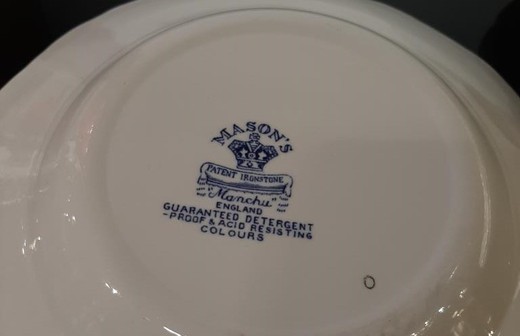 MASON'S
PATENT IRONSTONE
"Manchu"
ENGLAND
GUARANTEED DETERGENT
-PROOF & ACID RESISTING
COLOURS